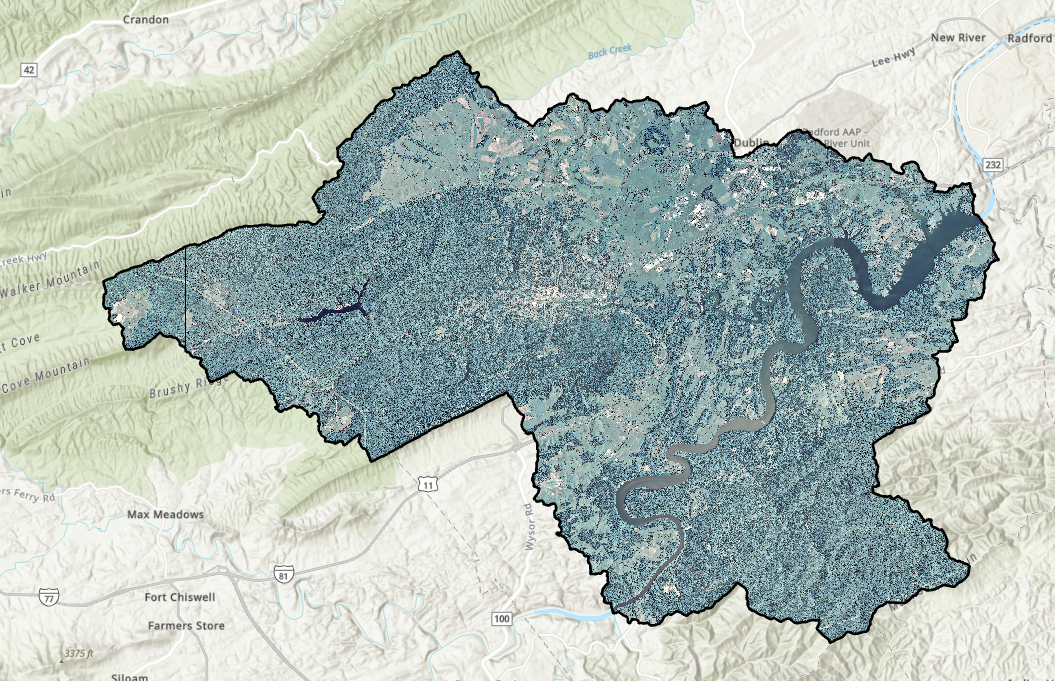 Crandon
42
Back Creek
New River
Radford
Lee Hwy
Dublin
adford AAP -
River Unit
232
Creek Hwy
Walker Mountain
t Cove
Cove Mountain
Brushy Ridge
11
ers Ferry Rd
Max Meadows
Wysor Rd
81
77
Fort Chiswell
100
Farmers Store
3375 ft
Siloam